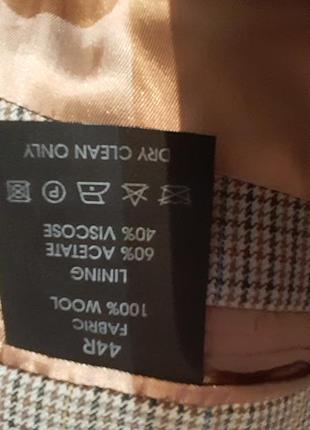 44R
FABRIC
100% WOOL
LINING
60% ACETATE
40% VISCOSE
P
DRY CLEAN ONLY